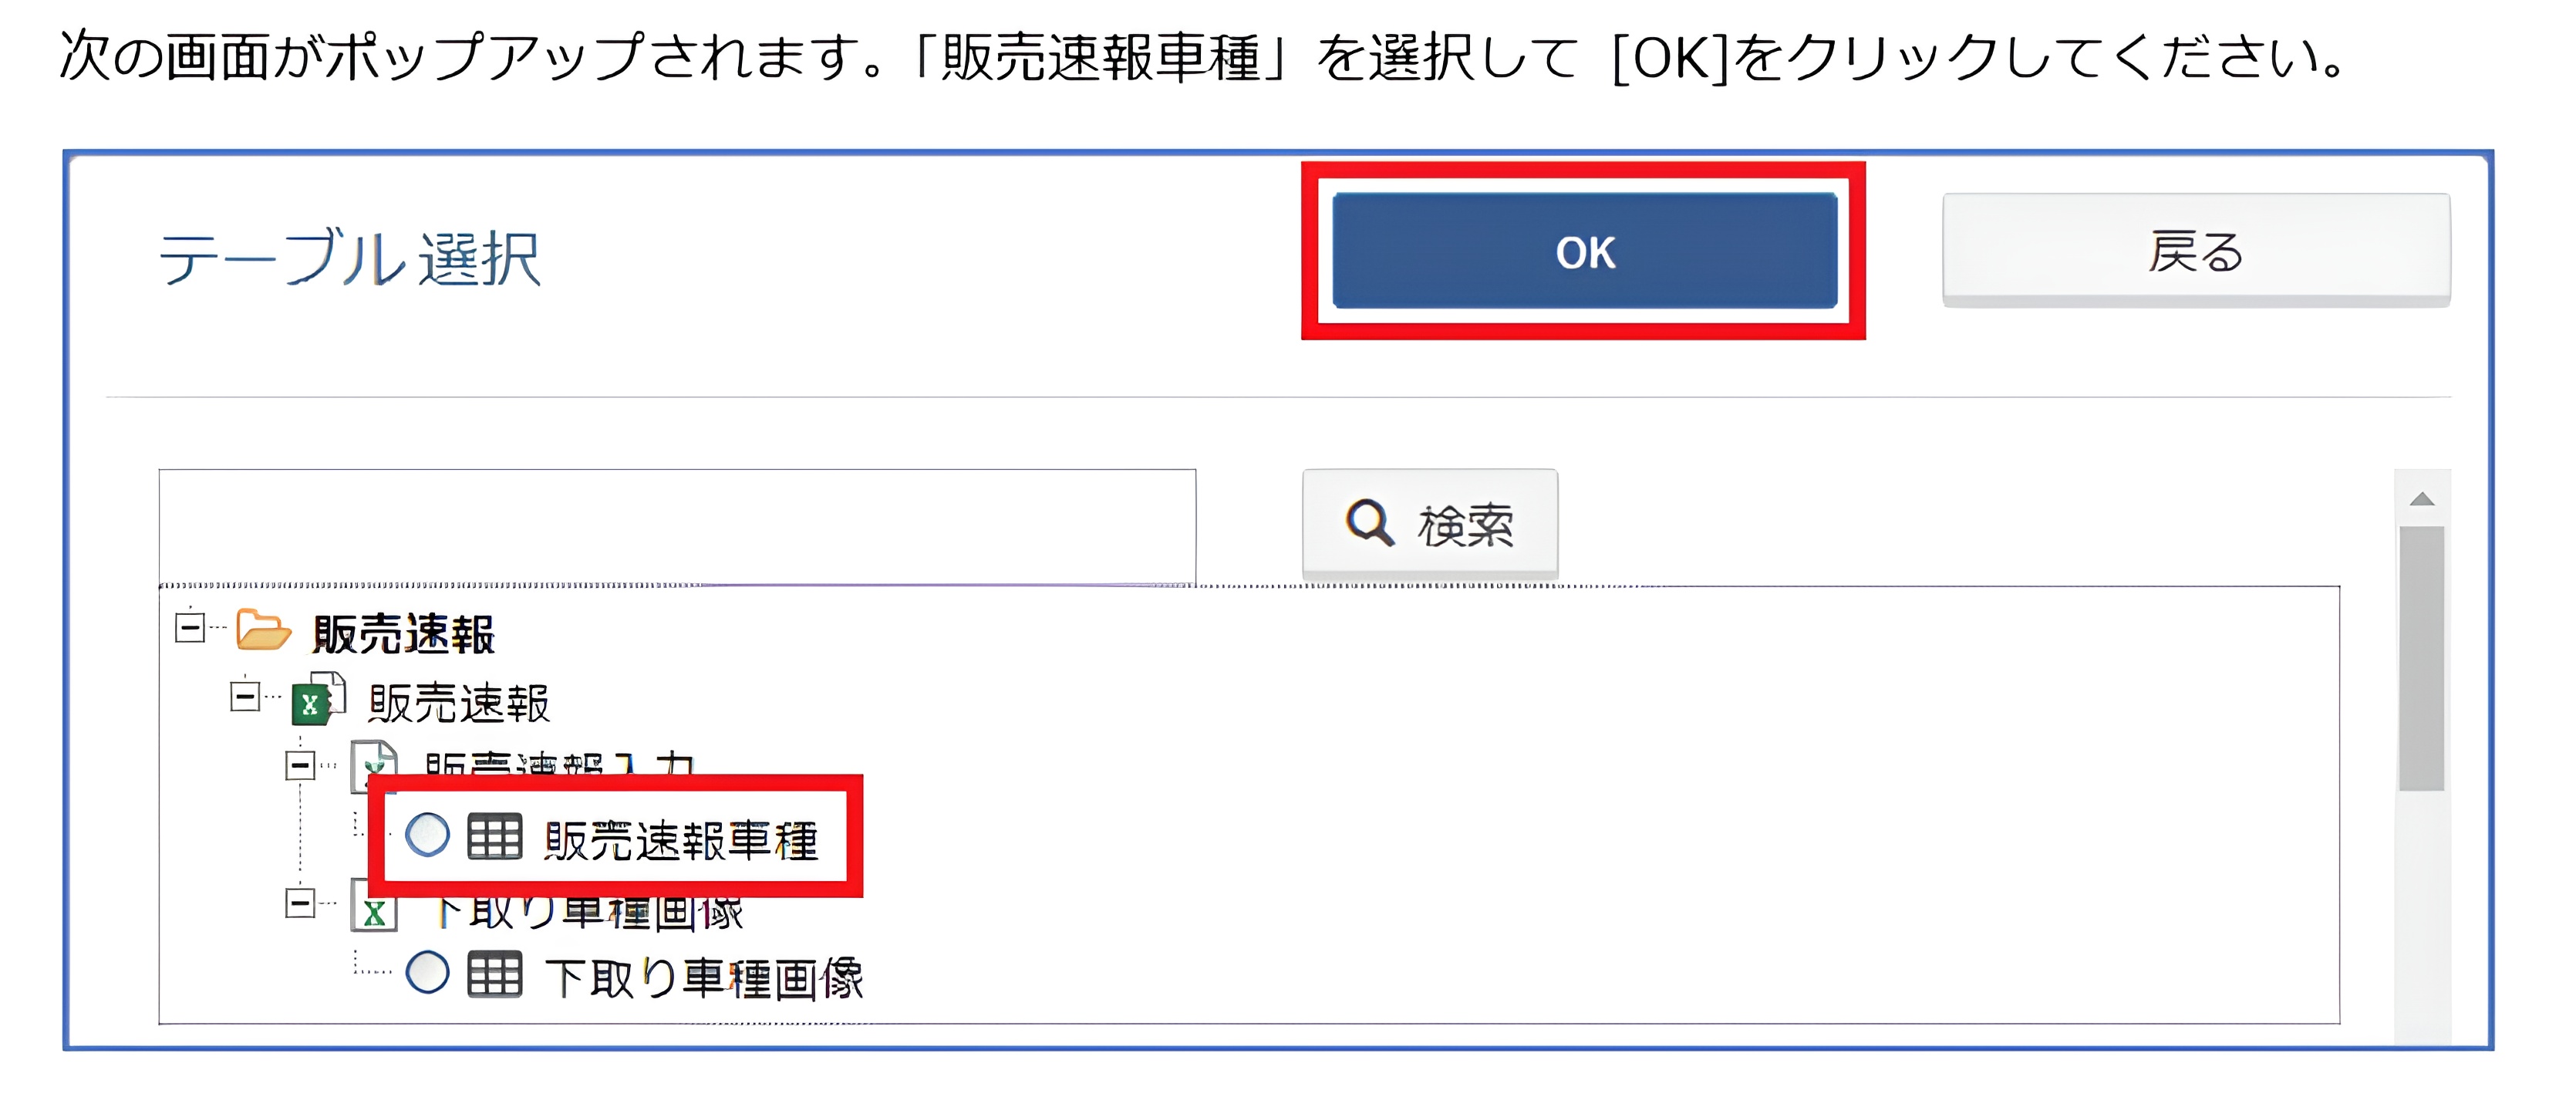 次の画面がポップアップされます。「販売速報車種」を選択して [OK]をクリックしてください。
テーブル選択
OK
戻る
検索
販売速報
販売速報
販売速報入力
販売速報車種
下取り車種画像
下取り車種画像